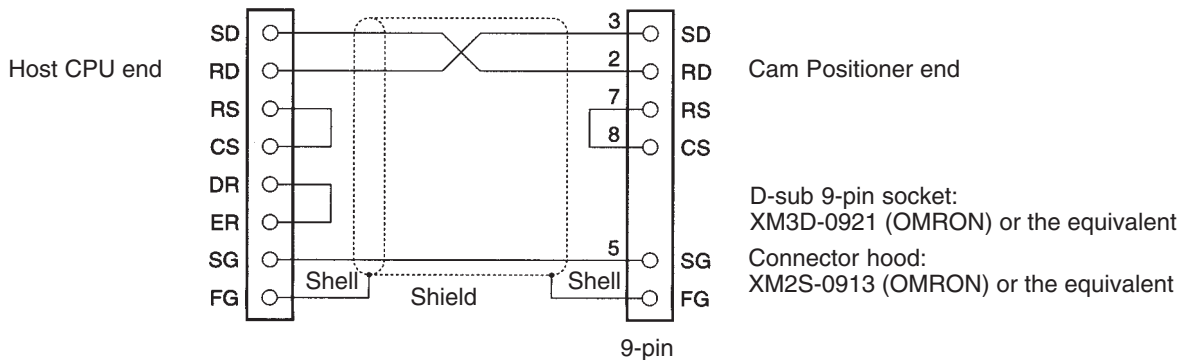 SD 3 SD
Host CPU end RD 2 RD Cam Positioner end
RS 7 RS
CS 8 CS
DR
ER
D-sub 9-pin socket:
XM3D-0921 (OMRON) or the equivalent
SG 5 SG
Connector hood:
XM2S-0913 (OMRON) or the equivalent
FG Shell Shield Shell FG
9-pin